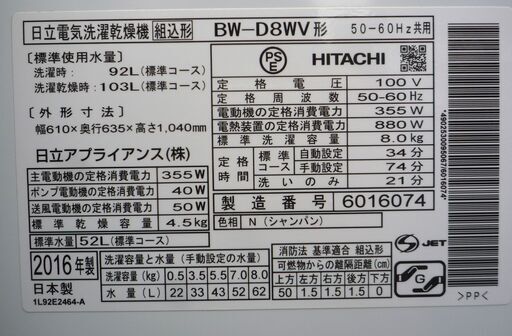 日立電気洗濯乾燥機 組込形 BW-D8WV形 50-60Hz共用
[標準使用水量]
洗濯時: 92L(標準コース)
洗乾時:103L(標準コース)
[外形寸法]
幅610×奥行635×高さ1,040mm
日立アプライアンス(株)
主電動機の定格消費電力 355W
ポンプ電動機の定格消費電力 40W
送風電動機の定格消費電力 50W
標準乾燥容量 4.5kg
標準水量 52L(標準コース)
PSE HITACHI
定格電圧 100V
定格周波数 50-60Hz
電動機の定格消費電力 355W
電熱装置の定格消費電力 880W
標準洗濯容量 8.0kg
定格時間 標準コース 自動設定 34分
手動設定 74分
洗いのみ 21分
製造番号 6016074
色相 N(シャンパン)
JET
2016年製
日本製
1L92E2464-A
洗濯容量と水量(手動設定の水量)
洗濯容量(kg) 0.5 3.5 5.5 7.0 8.0
水量(L) 22 33 43 52 62
消防法 基準適合 組込形
可燃物からの離隔距離(cm)
上方 左方 右方 前方 後方 下方
50 1.5 1.5 1.5 1.5 0
>PP<
*4902530095067/6016074*